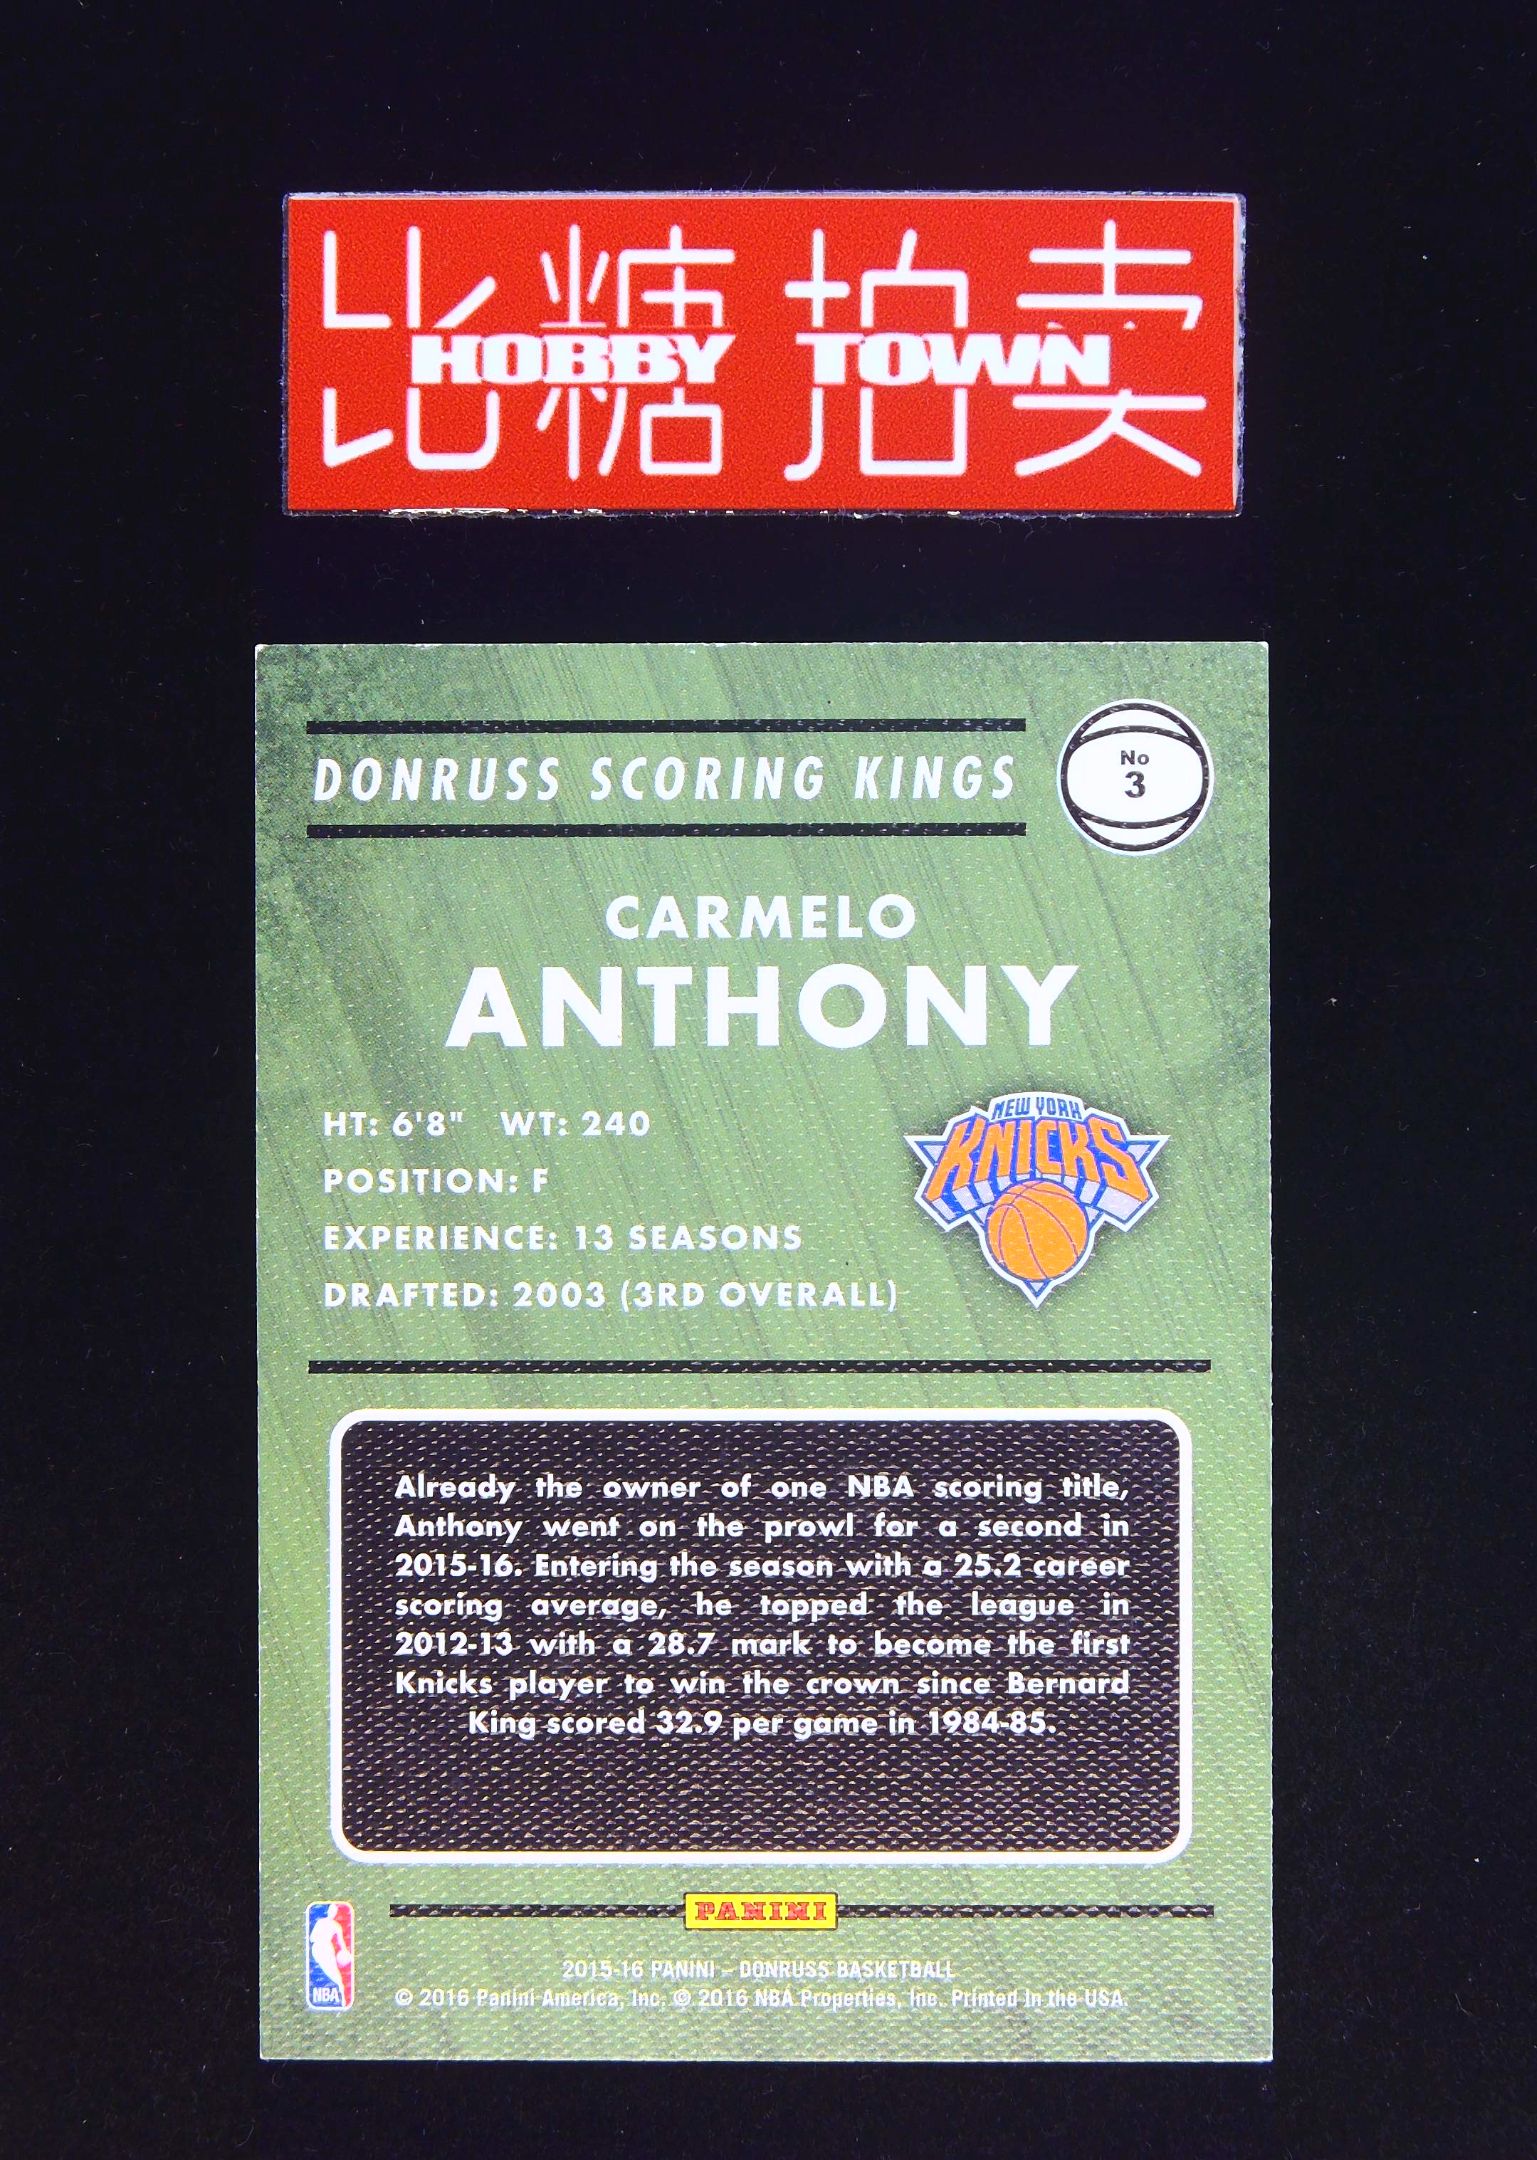 比糖 拍卖
HOBBY TOWN
DONRUSS SCORING KINGS
No
3
CARMELO
ANTHONY
HT: 6'8" WT: 240
POSITION: F
EXPERIENCE: 13 SEASONS
DRAFTED: 2003 (3RD OVERALL)
NEW YORK
KNICKS
Already the owner of one NBA scoring title,
Anthony went on the prowl for a second in
2015-16. Entering the season with a 25.2 career
scoring average, he topped the league in
2012-13 with a 28.7 mark to become the first
Knicks player to win the crown since Bernard
King scored 32.9 per game in 1984-85.
PANINI
NBA
2015-16 PANINI – DONRUSS BASKETBALL
© 2016 Panini America, Inc. © 2016 NBA Properties, Inc. Printed in the USA.